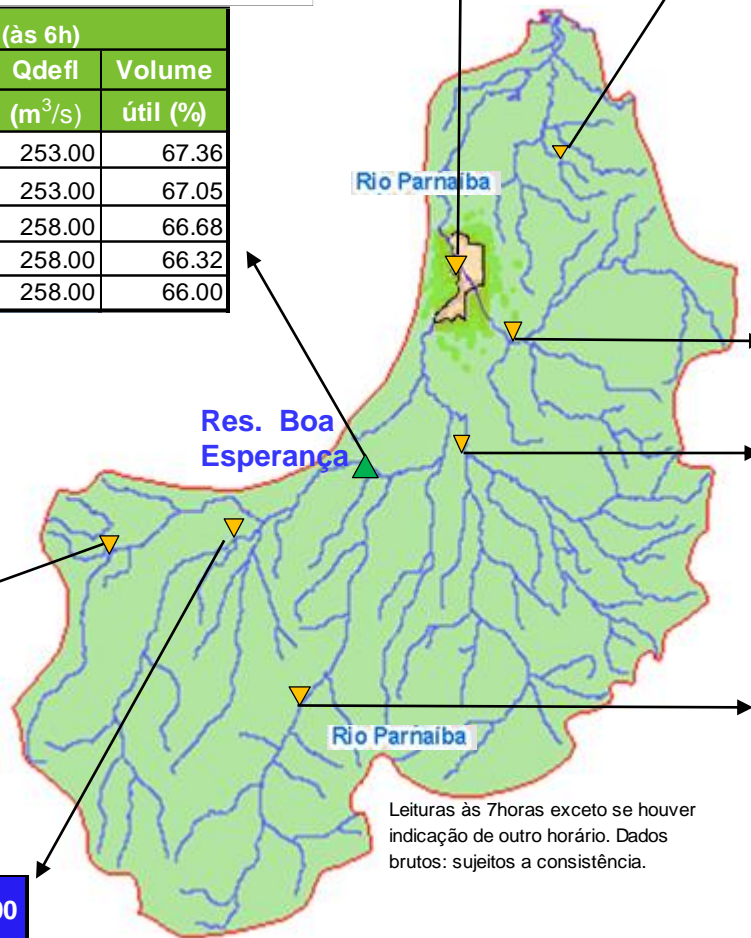 (às 6h)
Qdefl Volume
(m³/s) útil (%)
253.00 67.36
253.00 67.05
258.00 66.68
258.00 66.32
258.00 66.00
Rio Parnaíba
Res. Boa
Esperança
Rio Parnaíba
Leituras às 7horas exceto se houver
indicação de outro horário. Dados
brutos: sujeitos a consistência.